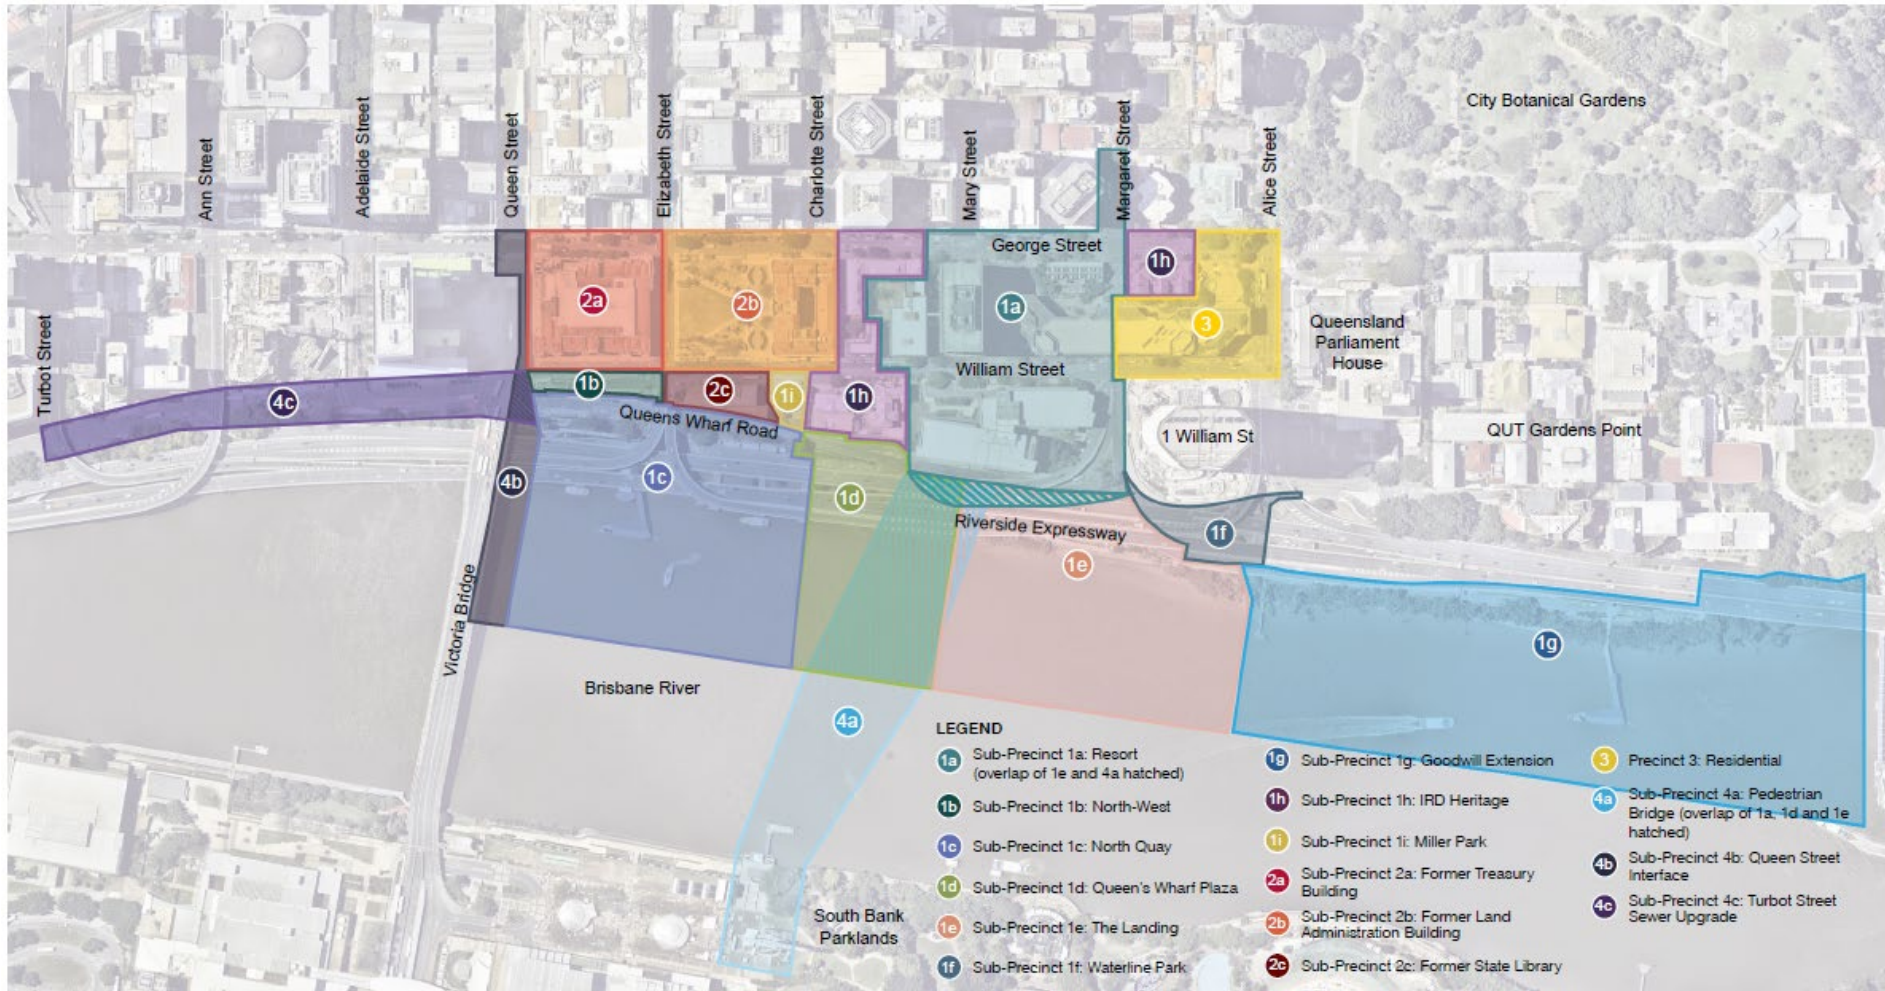 City Botanical Gardens
Ann Street
Adelaide Street
Queen Street
Elizabeth Street
Charlotte Street
Mary Street
Margaret Street
Alice Street
George Street
1h
2a
2b
1a
3
Queensland
Parliament
House
Turbot Street
William Street
4c
1b
2c
1i
1h
Queens Wharf Road
1 William St
QUT Gardens Point
4b
1c
1d
Riverside Expressway
1f
1e
Victoria Bridge
1g
Brisbane River
4a
South Bank
Parklands
LEGEND
1a Sub-Precinct 1a: Resort
(overlap of 1e and 4a hatched)
1b Sub-Precinct 1b: North-West
1c Sub-Precinct 1c: North Quay
1d Sub-Precinct 1d: Queen's Wharf Plaza
1e Sub-Precinct 1e: The Landing
1f Sub-Precinct 1f: Waterline Park
1g Sub-Precinct 1g: Goodwill Extension
1h Sub-Precinct 1h: IRD Heritage
1i Sub-Precinct 1i: Miller Park
2a Sub-Precinct 2a: Former Treasury
Building
2b Sub-Precinct 2b: Former Land
Administration Building
2c Sub-Precinct 2c: Former State Library
3 Precinct 3: Residential
4a Sub-Precinct 4a: Pedestrian
Bridge (overlap of 1a, 1d and 1e
hatched)
4b Sub-Precinct 4b: Queen Street
Interface
4c Sub-Precinct 4c: Turbot Street
Sewer Upgrade